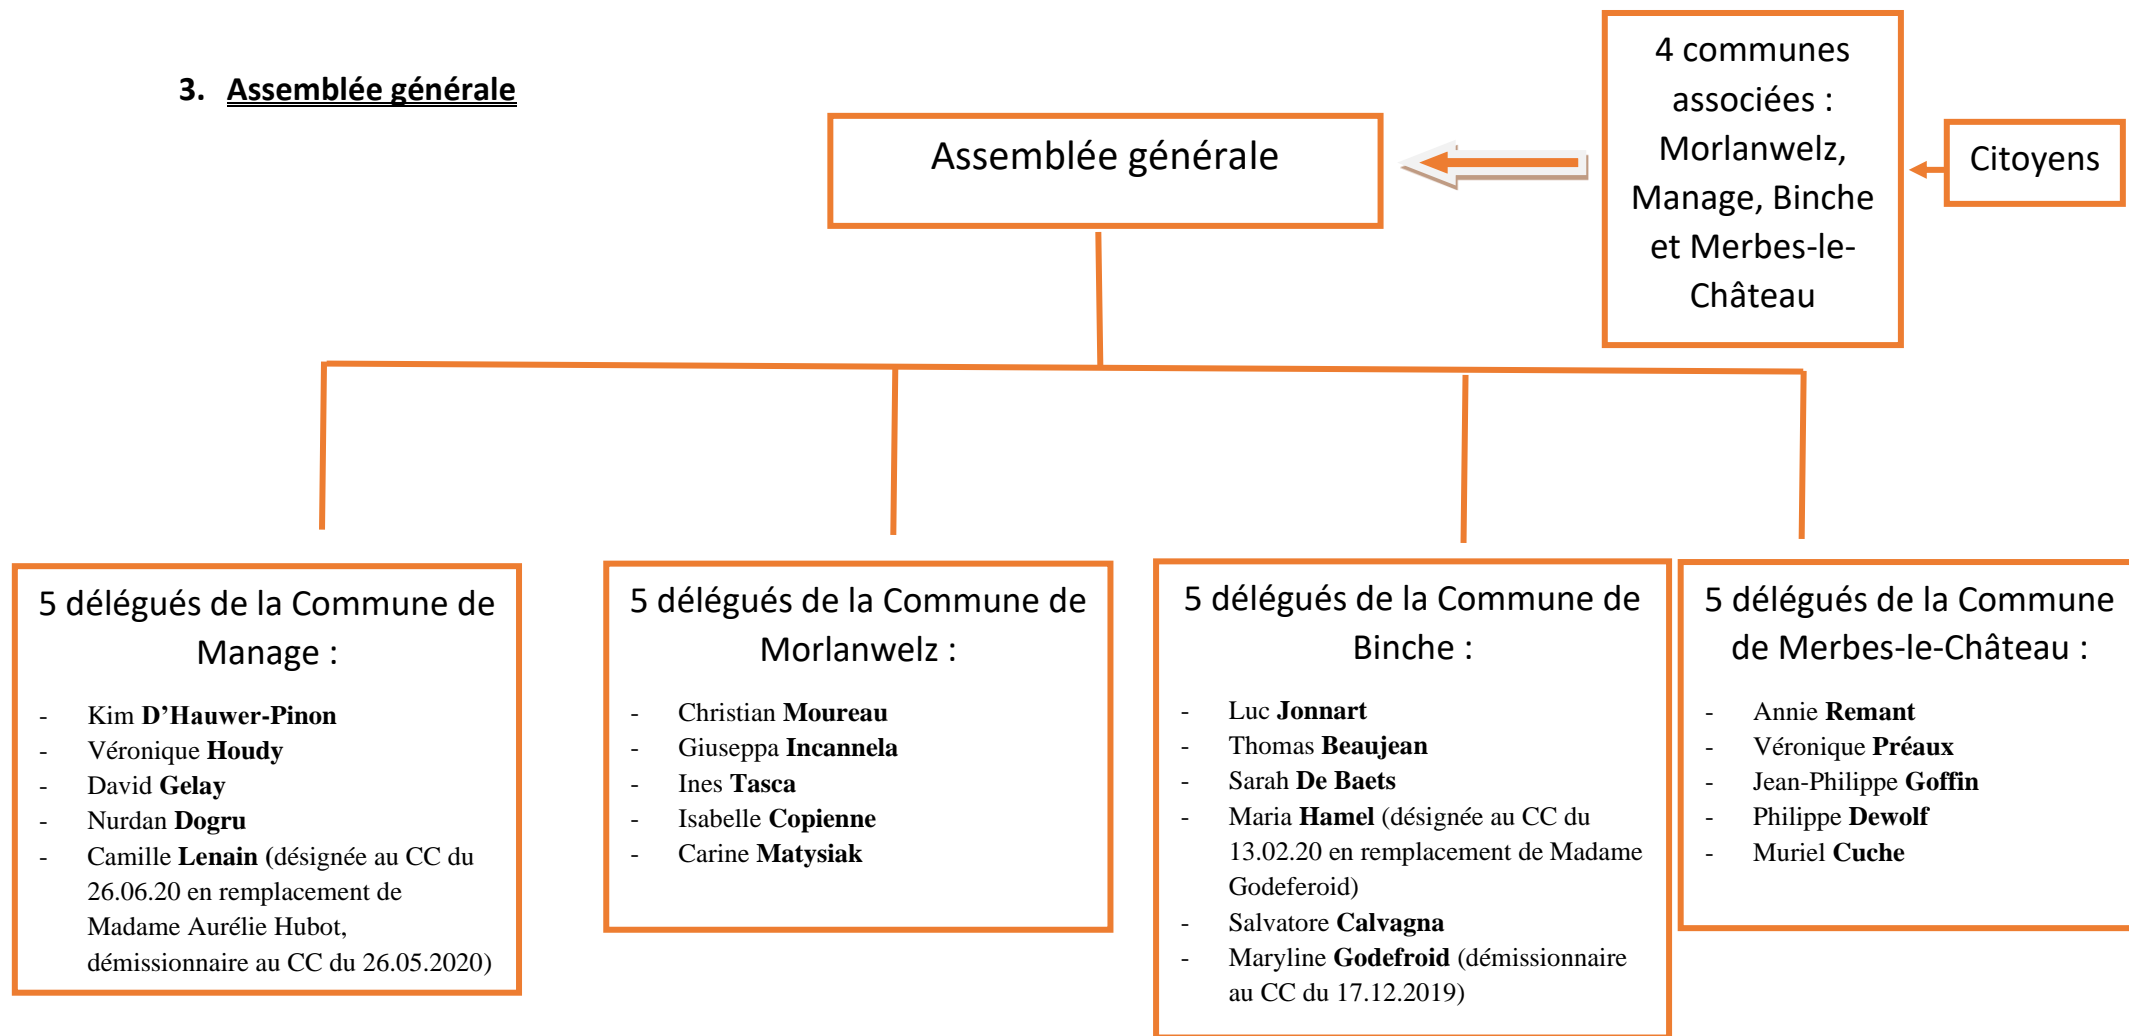 3. Assemblée générale
Assemblée générale
4 communes
associées :
Morlanwelz,
Manage, Binche
et Merbes-le-
Château
Citoyens
5 délégués de la Commune de
Manage :
- Kim D’Hauwer-Pinon
- Véronique Houdy
- David Gelay
- Nurdan Dogru
- Camille Lenain (désignée au CC du
26.06.20 en remplacement de
Madame Aurélie Hubot,
démissionnaire au CC du 26.05.2020)
5 délégués de la Commune de
Morlanwelz :
- Christian Moureau
- Giuseppa Incannela
- Ines Tasca
- Isabelle Copienne
- Carine Matysiak
5 délégués de la Commune de
Binche :
- Luc Jonnart
- Thomas Beaujean
- Sarah De Baets
- Maria Hamel (désignée au CC du
13.02.20 en remplacement de Madame
Godeferoid)
- Salvatore Calvagna
- Maryline Godefroid (démissionnaire
au CC du 17.12.2019)
5 délégués de la Commune
de Merbes-le-Château :
- Annie Remant
- Véronique Préaux
- Jean-Philippe Goffin
- Philippe Dewolf
- Muriel Cuche